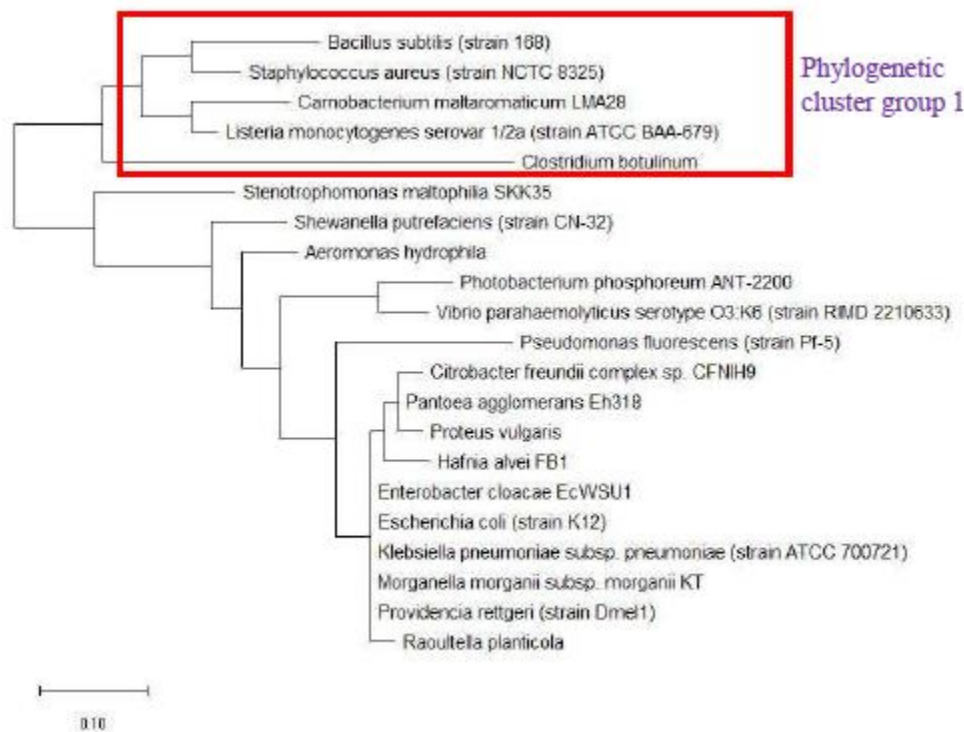 Bacillus subtilis (strain 168)
Staphylococcus aureus (strain NCTC 8325)
Carnobacterium maltaromaticum LMA28
Listeria monocytogenes serovar 1/2a (strain ATCC BAA-679)
Clostridium botulinum
Phylogenetic
cluster group 1
Stenotrophomonas maltophilia SKK35
Shewanella putrefaciens (strain CN-32)
Aeromonas hydrophila
Photobacterium phosphoreum ANT-2200
Vibrio parahaemolyticus serotype O3:K6 (strain RIMD 2210633)
Pseudomonas fluorescens (strain Pf-5)
Citrobacter freundii complex sp. CFNIH9
Pantoea agglomerans Eh318
Proteus vulgaris
Hafnia alvei FB1
Enterobacter cloacae EcWSU1
Escherichia coli (strain K12)
Klebsiella pneumoniae subsp. pneumoniae (strain ATCC 700721)
Morganella morganii subsp. morganii KT
Providencia rettgeri (strain Dmel1)
Raoultella planticola
0.10